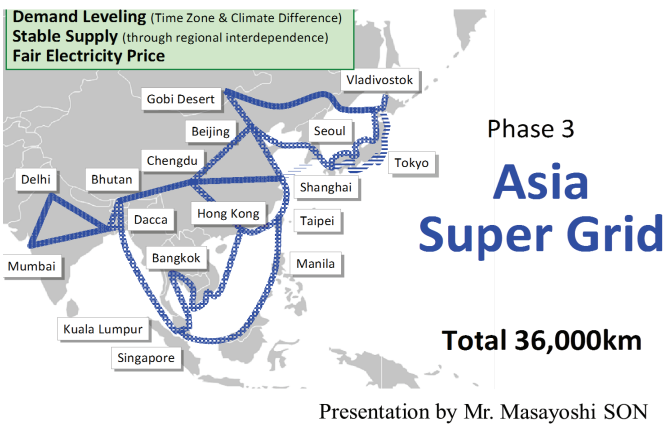 Demand Leveling (Time Zone & Climate Difference)
Stable Supply (through regional interdependence)
Fair Electricity Price
Vladivostok
Gobi Desert
Beijing
Seoul
Phase 3
Chengdu
Tokyo
Delhi
Bhutan
Shanghai
Asia
Super Grid
Dacca
Hong Kong
Taipei
Mumbai
Bangkok
Manila
Kuala Lumpur
Singapore
Total 36,000km
Presentation by Mr. Masayoshi SON